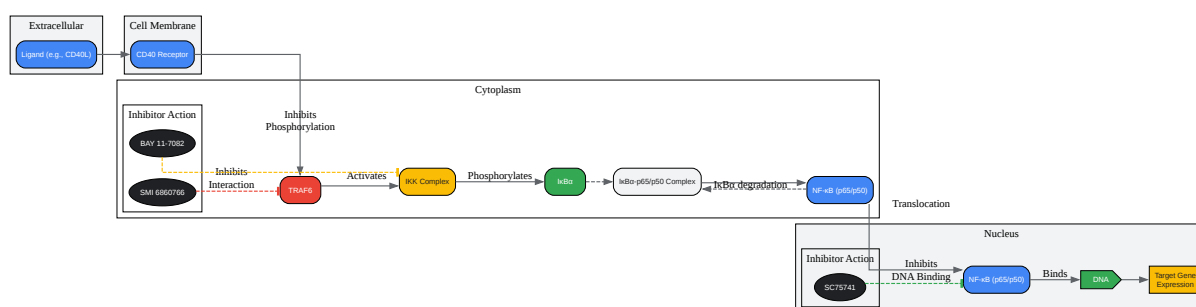 Extracellular
Ligand (e.g., CD40L)
Cell Membrane
CD40 Receptor
Cytoplasm
Inhibitor Action
BAY 11-7082
SMI 6860766
Inhibits
Phosphorylation
Inhibits
Interaction
TRAF6
Activates
IKK Complex
Phosphorylates
IκBα
IκBα-p65/p50 Complex
IκBα degradation
NF-κB (p65/p50)
Translocation
Nucleus
Inhibitor Action
SC75741
Inhibits
DNA Binding
NF-κB (p65/p50)
Binds
DNA
Target Gene
Expression